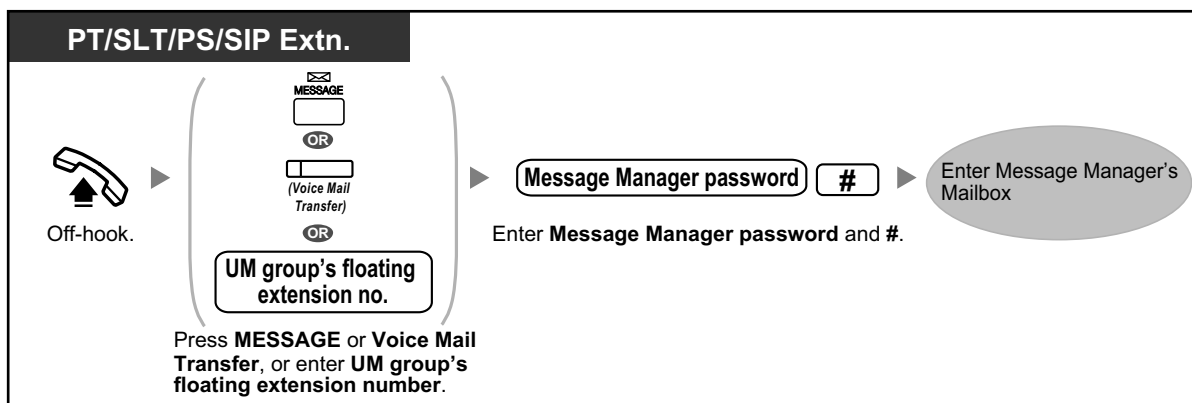 PT/SLT/PS/SIP Extn.
Off-hook.
MESSAGE
OR
(Voice Mail
Transfer)
OR
UM group's floating
extension no.
Press MESSAGE or Voice Mail
Transfer, or enter UM group's
floating extension number.
Message Manager password #
Enter Message Manager password and #.
Enter Message Manager's
Mailbox